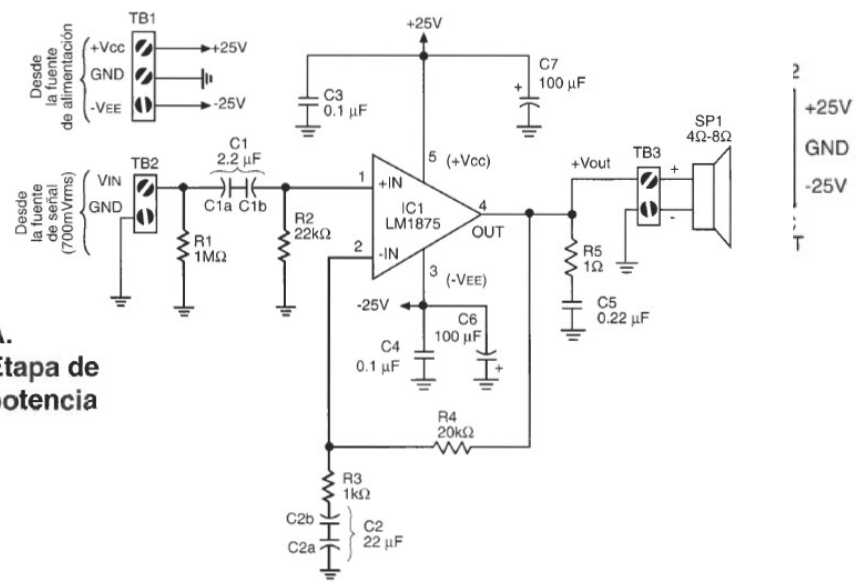 TB1
+Vcc
+25V
GND
-VEE
-25V
Desde
la fuente
de alimentación
+25V
C3
0.1 µF
C7
+
100 µF
C1
2.2 µF
C1a C1b
TB2
VIN
GND
Desde
la fuente
de señal
(700mVrms)
R1
1MΩ
R2
22kΩ
1
+IN
5 (+Vcc)
IC1
LM1875
4
OUT
2
-IN
3 (-VEE)
-25V
C4
0.1 µF
C6
100 µF
+
+Vout
TB3
+
-
SP1
4Ω-8Ω
R5
1Ω
C5
0.22 µF
R4
20kΩ
R3
1kΩ
C2b
C2a
C2
22 µF
A.
Etapa de
potencia
+25V
GND
-25V